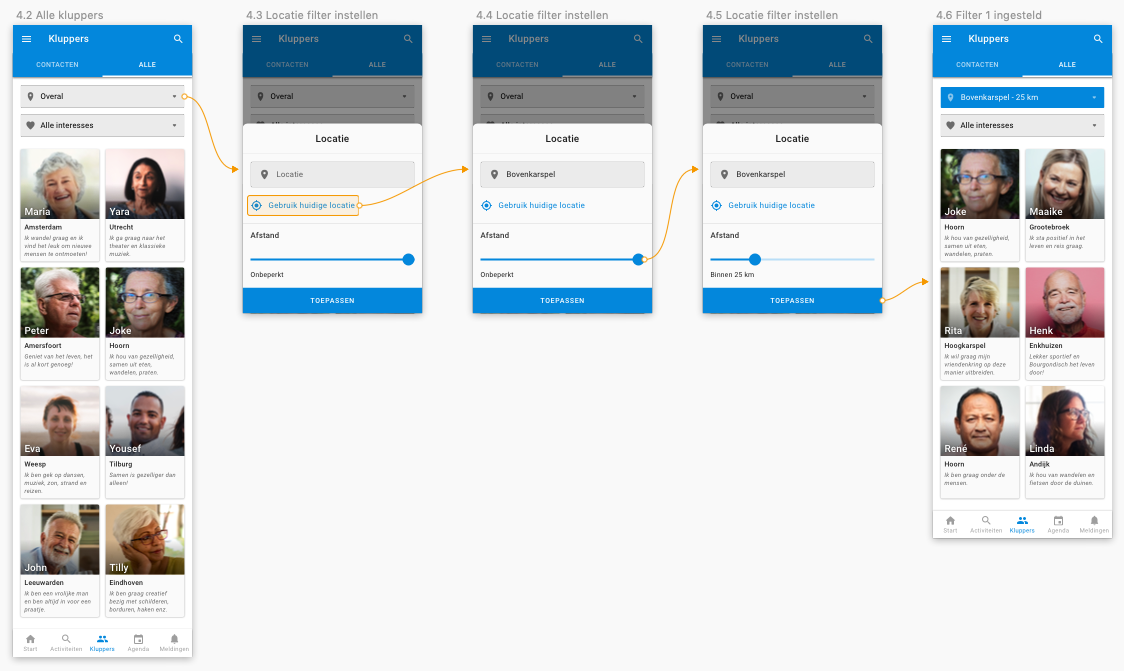 4.2 Alle kluppers
Kluppers
CONTACTEN
ALLE
Overal
Alle interesses
Maria
Amsterdam
Ik wandel graag en ik
vind het leuk om nieuwe
mensen te ontmoeten!
Yara
Utrecht
Ik ga graag naar het
theater en klassieke
muziek.
Peter
Amersfoort
Geniet van het leven, het
is al kort genoeg!
Joke
Hoorn
Ik hou van gezelligheid,
samen uit eten,
wandelen, praten.
Eva
Weesp
Ik ben gek op dansen,
muziek, zon, strand en
reizen.
Yousef
Tilburg
Samen is gezelliger dan
alleen!
John
Leeuwarden
Ik ben een vrolijke man
en ben altijd in voor een
praatje.
Tilly
Eindhoven
Ik ben graag creatief
bezig met schilderen,
borduren, haken enz.
Start
Activiteiten
Kluppers
Agenda
Meldingen
4.3 Locatie filter instellen
Kluppers
CONTACTEN
ALLE
Overal
Locatie
Locatie
Gebruik huidige locatie
Afstand
Onbeperkt
TOEPASSEN
4.4 Locatie filter instellen
Kluppers
CONTACTEN
ALLE
Overal
Locatie
Bovenkarspel
Gebruik huidige locatie
Afstand
Onbeperkt
TOEPASSEN
4.5 Locatie filter instellen
Kluppers
CONTACTEN
ALLE
Overal
Locatie
Bovenkarspel
Gebruik huidige locatie
Afstand
Binnen 25 km
TOEPASSEN
4.6 Filter 1 ingesteld
Kluppers
CONTACTEN
ALLE
Bovenkarspel - 25 km
Alle interesses
Joke
Hoorn
Ik hou van gezelligheid,
samen uit eten,
wandelen, praten.
Maaike
Grootebroek
Ik sta positief in het
leven en reis graag.
Rita
Hoogkarspel
Ik wil graag mijn
vriendenkring op deze
manier uitbreiden.
Henk
Enkhuizen
Lekker sportief en
Bourgondisch het leven
door!
René
Hoorn
Ik ben graag onder de
mensen.
Linda
Andijk
Ik hou van wandelen en
fietsen door de duinen.
Start
Activiteiten
Kluppers
Agenda
Meldingen